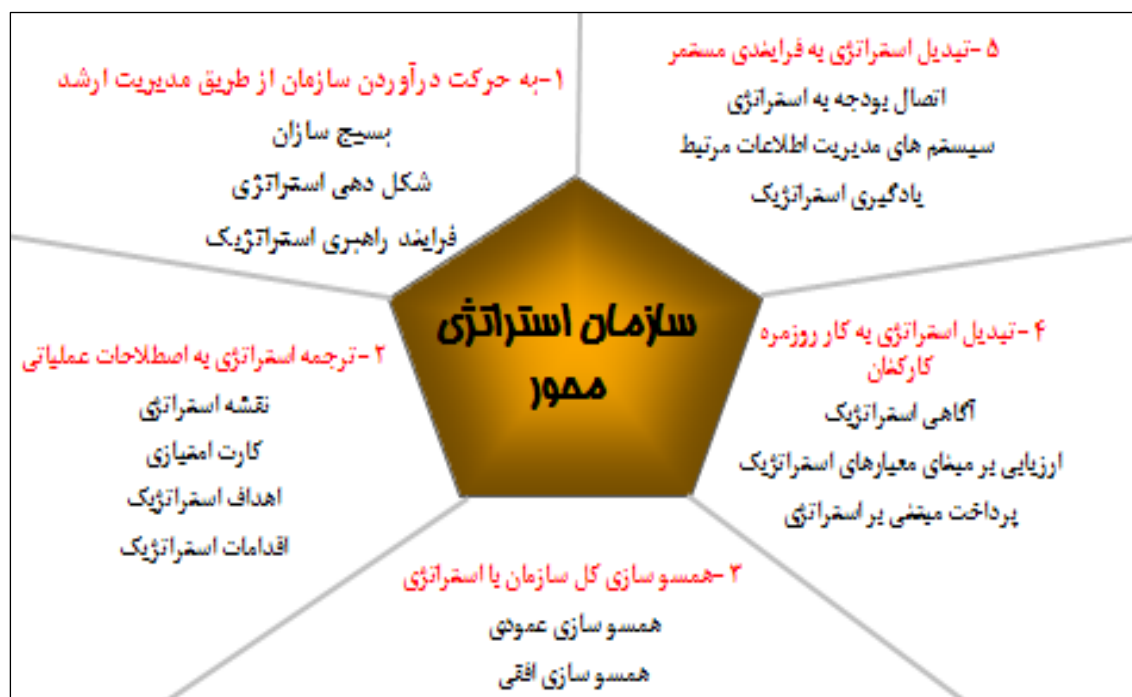 ۱-به حرکت درآوردن سازمان از طریق مدیریت ارشد
بسیج سازان
شکل دهی استراتژی
فرایند راهبری استراتژیک
۲-ترجمه استراتژی به اصطلاحات عملیاتی
نقشه استراتژی
کارت امتیازی
اهداف استراتژیک
اقدامات استراتژیک
۳-همسو سازی کل سازمان با استراتژی
همسو سازی عمودی
همسو سازی افقی
۴-تبدیل استراتژی به کار روزمره
کارکنان
آگاهی استراتژیک
ارزیابی بر مبنای معیارهای استراتژیک
پرداخت مبتنی بر استراتژی
۵-تبدیل استراتژی به فرایندی مستمر
اتصال بودجه به استراتژی
سیستم های مدیریت اطلاعات مرتبط
یادگیری استراتژیک
سازمان استراتژی
محور